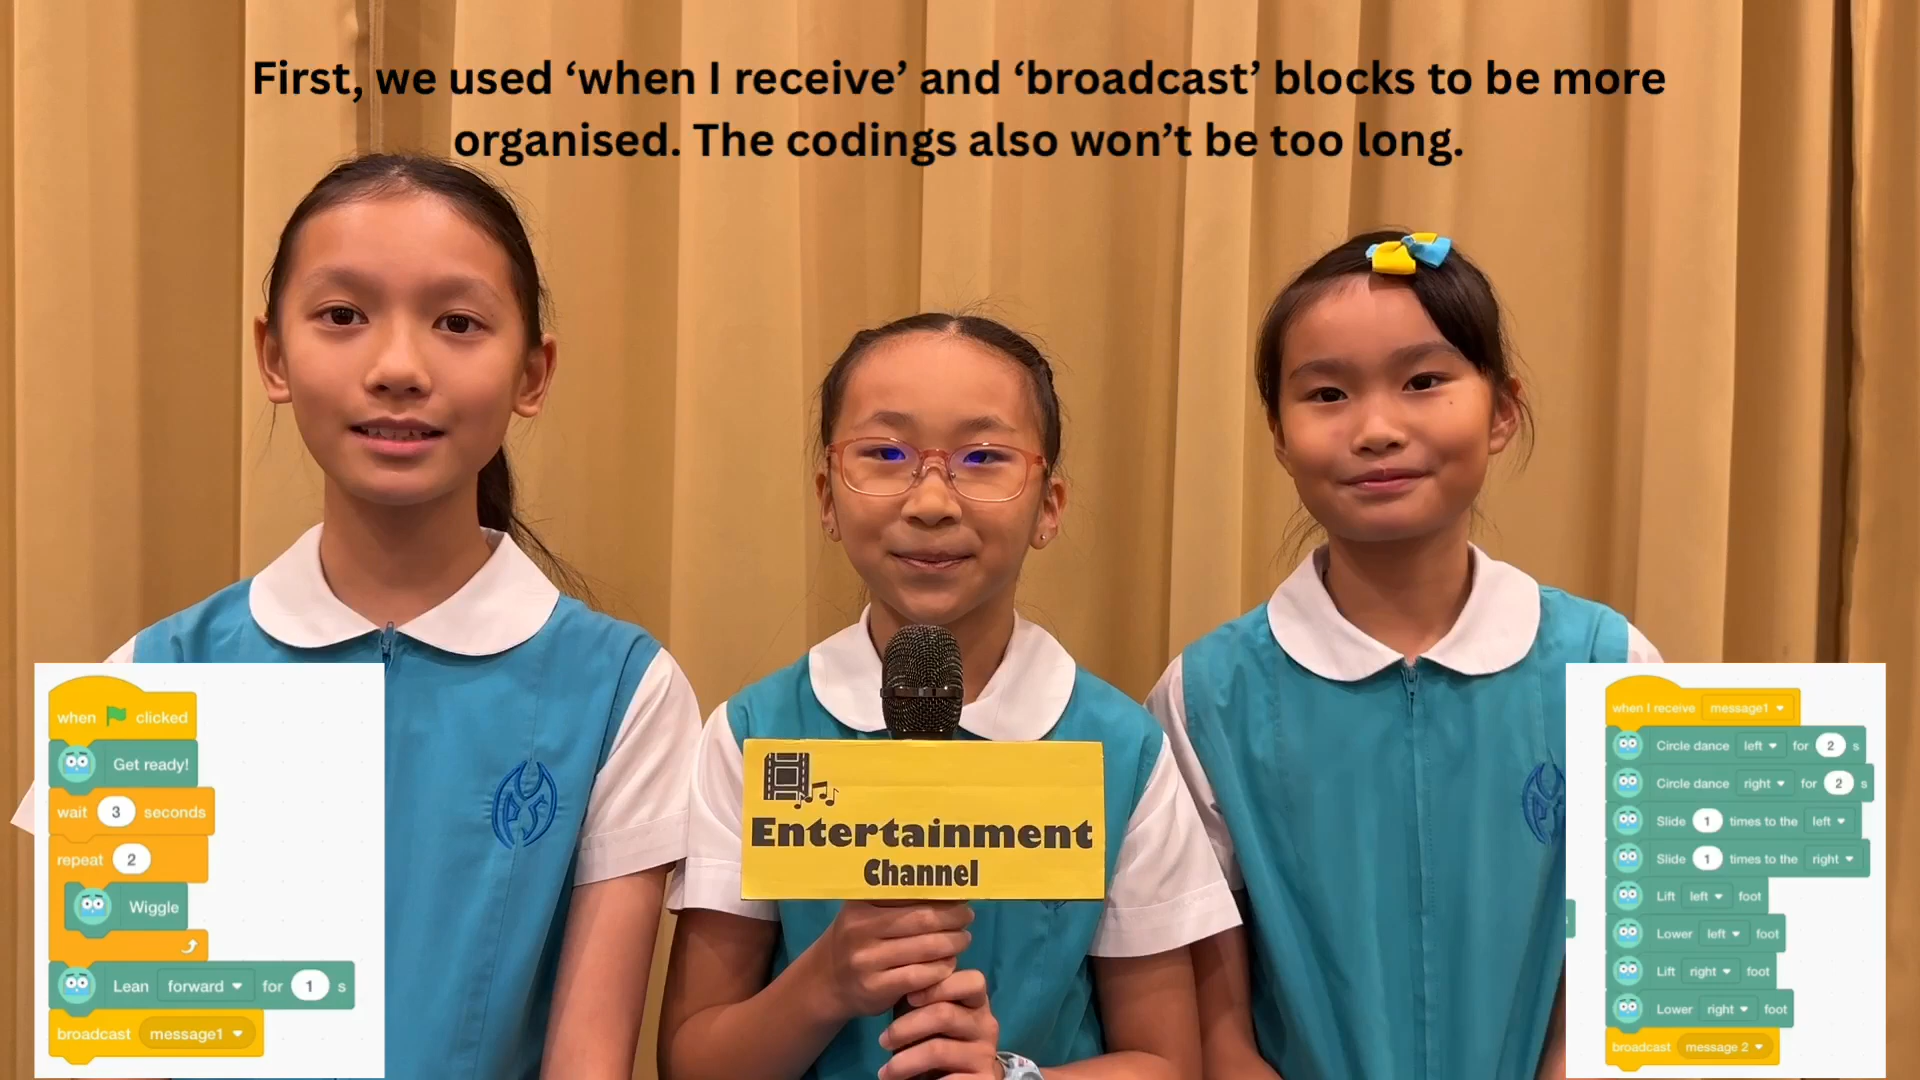 First, we used ‘when I receive’ and ‘broadcast’ blocks to be more
organised. The codings also won’t be too long.
when clicked
Get ready!
wait 3 seconds
repeat 2
Wiggle
Lean forward for 1 s
broadcast message1
Entertainment
Channel
when I receive message1
Circle dance left for 2 s
Circle dance right for 2 s
Slide 1 times to the left
Slide 1 times to the right
Lift left foot
Lower left foot
Lift right foot
Lower right foot
broadcast message 2